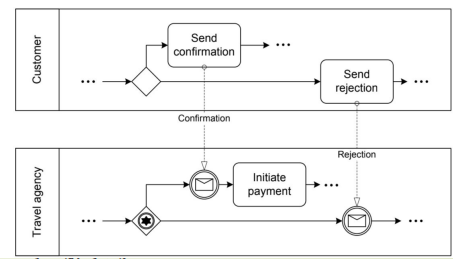 Customer
Send
confirmation
...
...
Send
rejection
...
Confirmation
Rejection
Travel agency
Initiate
payment
...
...
...